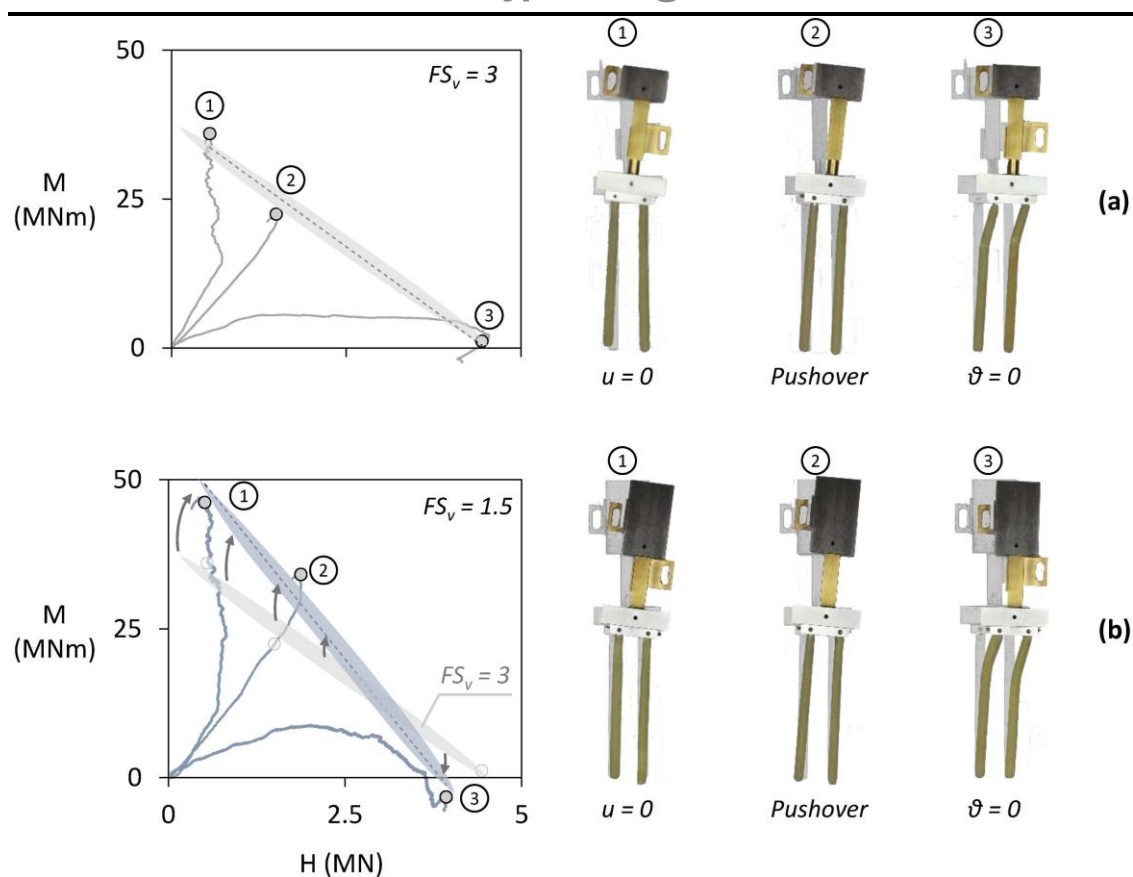 50
FSv = 3
1
2
3
M
(MNm)
25
0
1
2
3
(a)
u = 0
Pushover
ϑ = 0
50
FSv = 1.5
1
2
3
M
(MNm)
25
FSv = 3
0
0
2.5
5
H (MN)
1
2
3
(b)
u = 0
Pushover
ϑ = 0